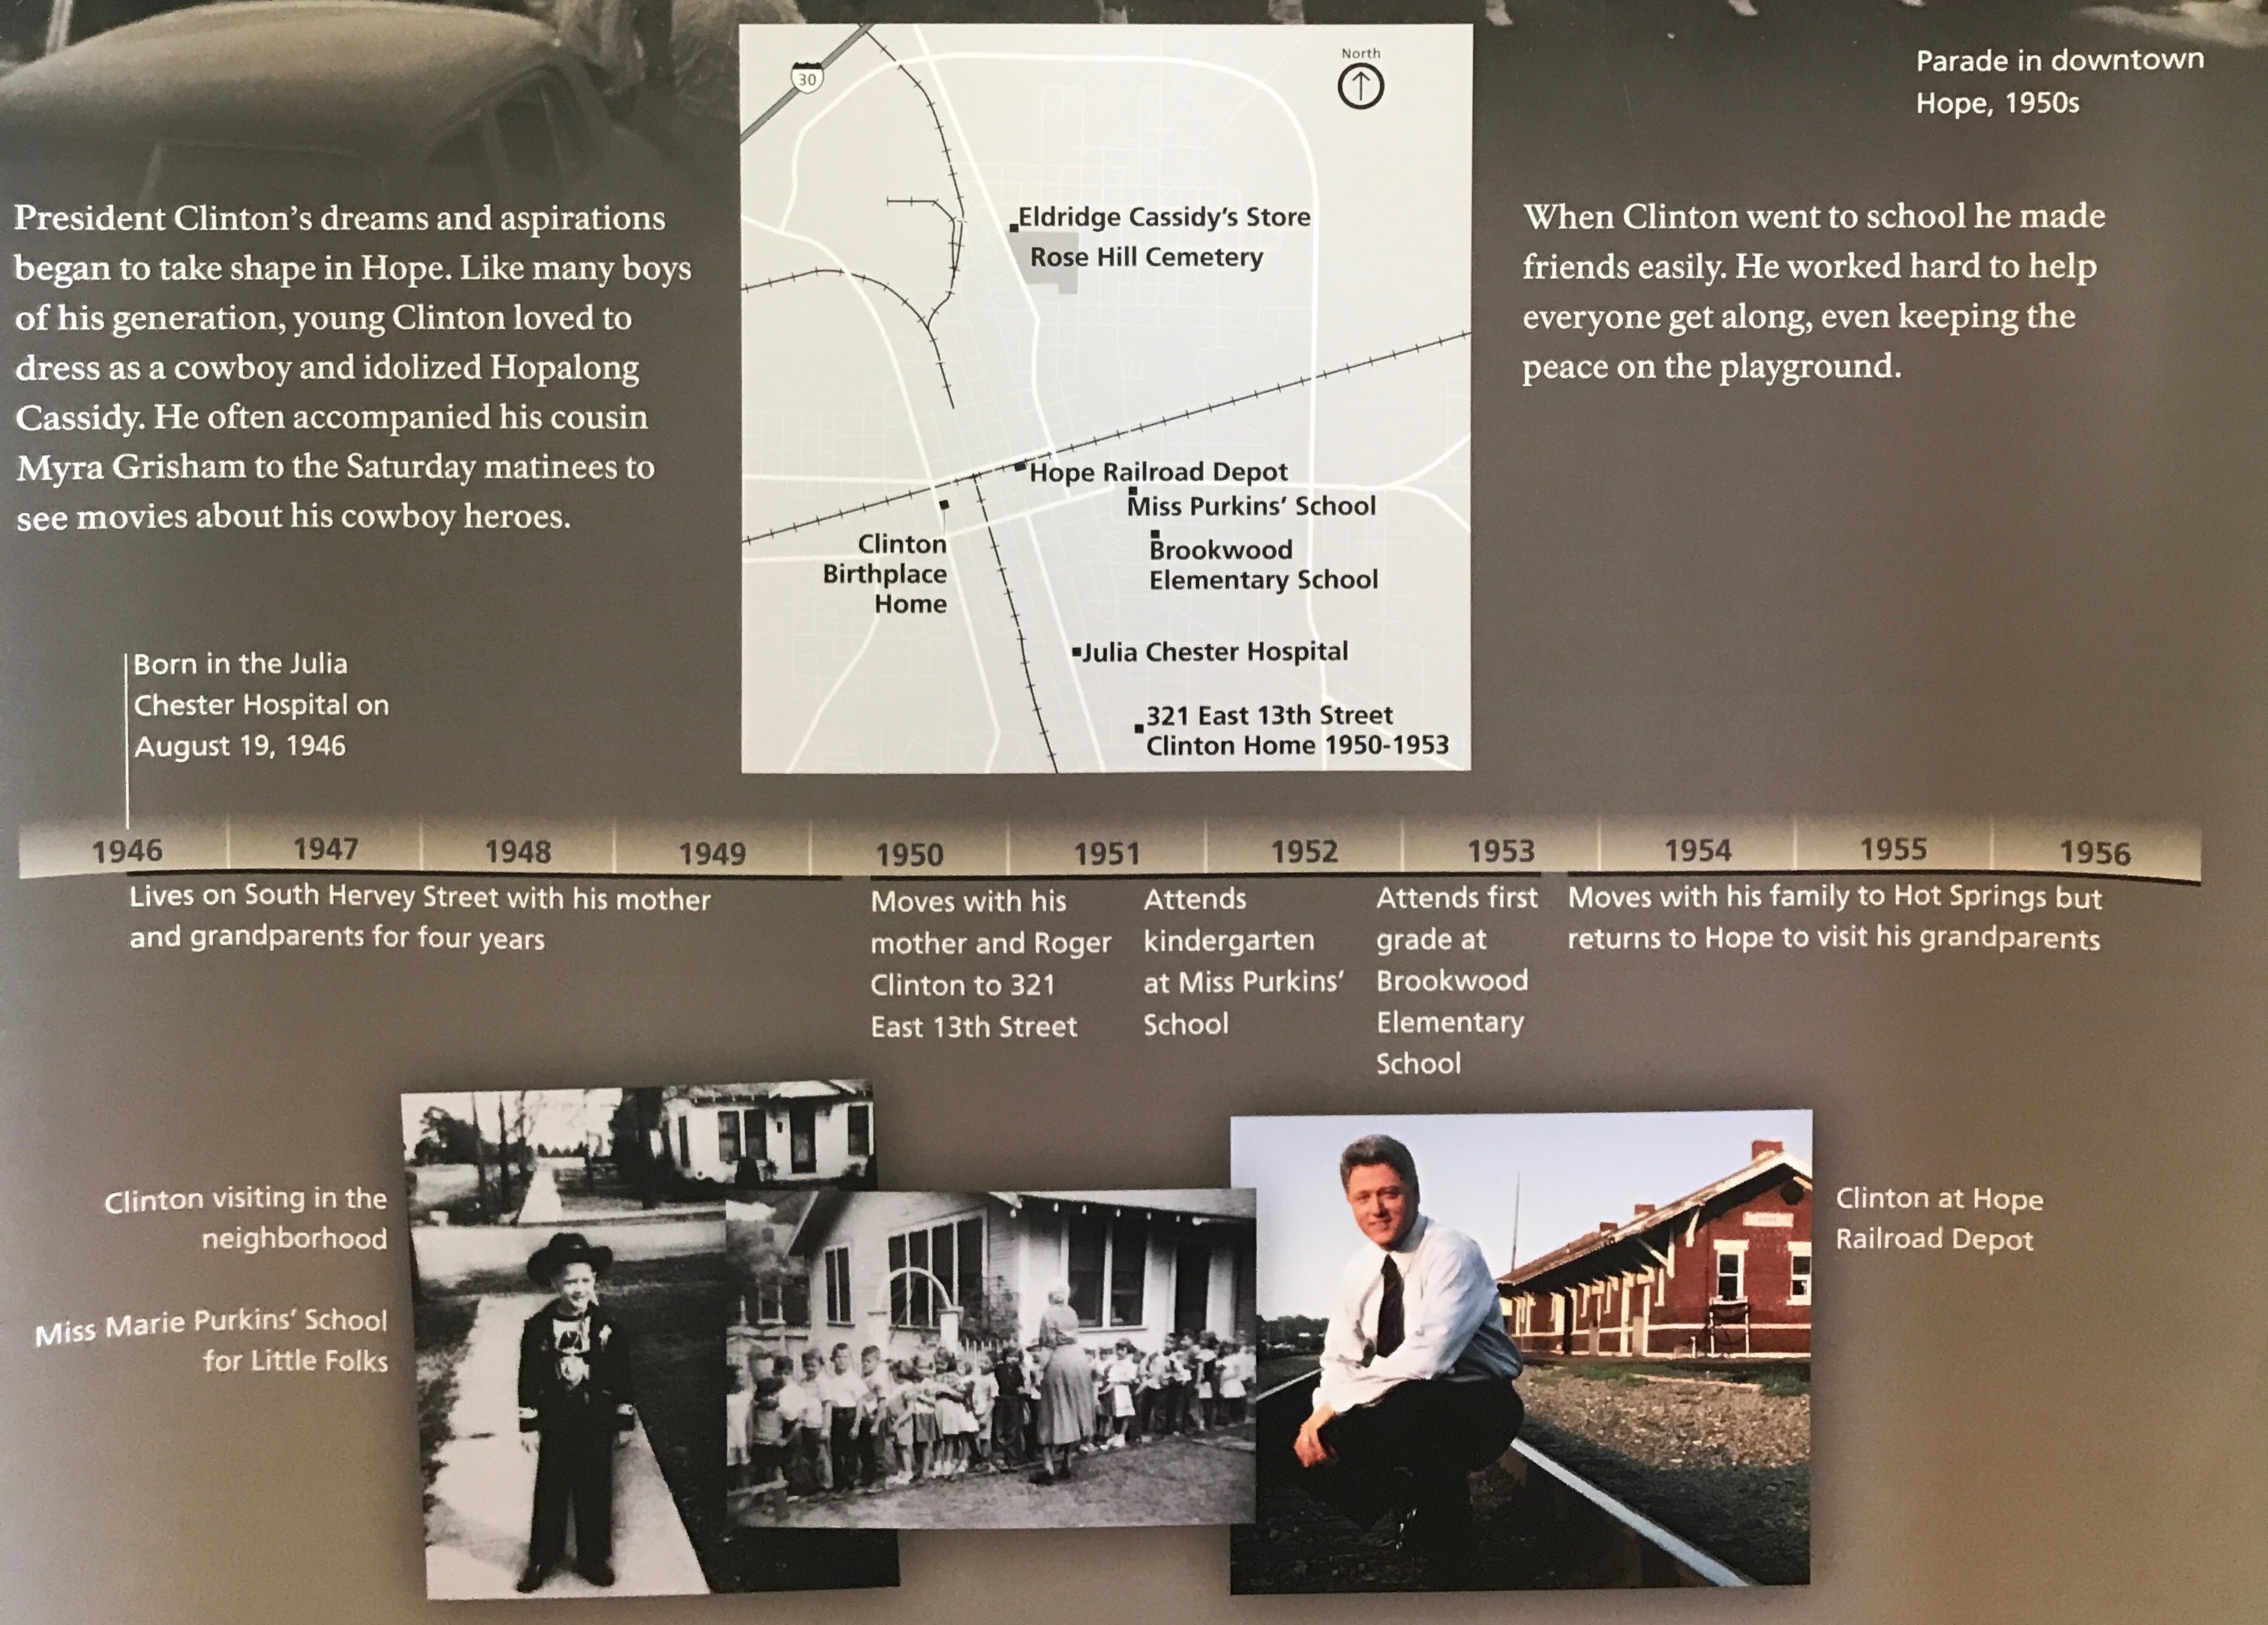 Parade in downtown
Hope, 1950s
President Clinton's dreams and aspirations
began to take shape in Hope. Like many boys
of his generation, young Clinton loved to
dress as a cowboy and idolized Hopalong
Cassidy. He often accompanied his cousin
Myra Grisham to the Saturday matinees to
see movies about his cowboy heroes.
30
North
Eldridge Cassidy's Store
Rose Hill Cemetery
Hope Railroad Depot
Miss Purkins' School
Brookwood
Elementary School
Clinton
Birthplace
Home
Julia Chester Hospital
321 East 13th Street
Clinton Home 1950-1953
When Clinton went to school he made
friends easily. He worked hard to help
everyone get along, even keeping the
peace on the playground.
Born in the Julia
Chester Hospital on
August 19, 1946
1946 1947 1948 1949 1950 1951 1952 1953 1954 1955 1956
Lives on South Hervey Street with his mother
and grandparents for four years
Moves with his
mother and Roger
Clinton to 321
East 13th Street
Attends
kindergarten
at Miss Purkins'
School
Attends first
grade at
Brookwood
Elementary
School
Moves with his family to Hot Springs but
returns to Hope to visit his grandparents
Clinton visiting in the
neighborhood
Miss Marie Purkins' School
for Little Folks
Clinton at Hope
Railroad Depot